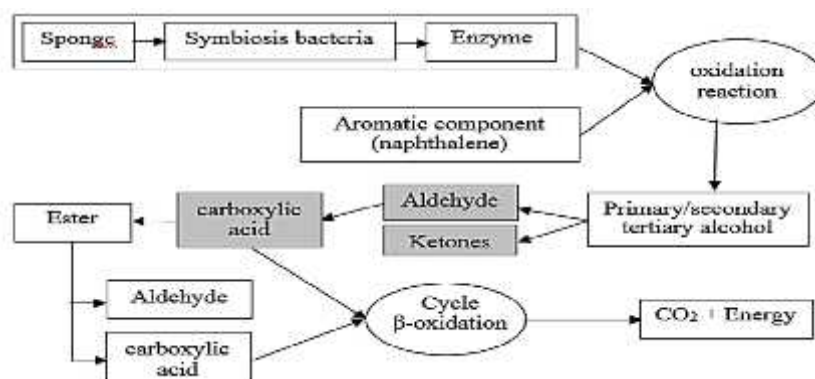 Sponge
Symbiosis bacteria
Enzyme
oxidation
reaction
Aromatic component
(naphthalene)
Primary/secondary
tertiary alcohol
Aldehyde
Ketones
carboxylic
acid
Ester
Aldehyde
carboxylic
acid
Cycle
β-oxidation
CO₂ + Energy